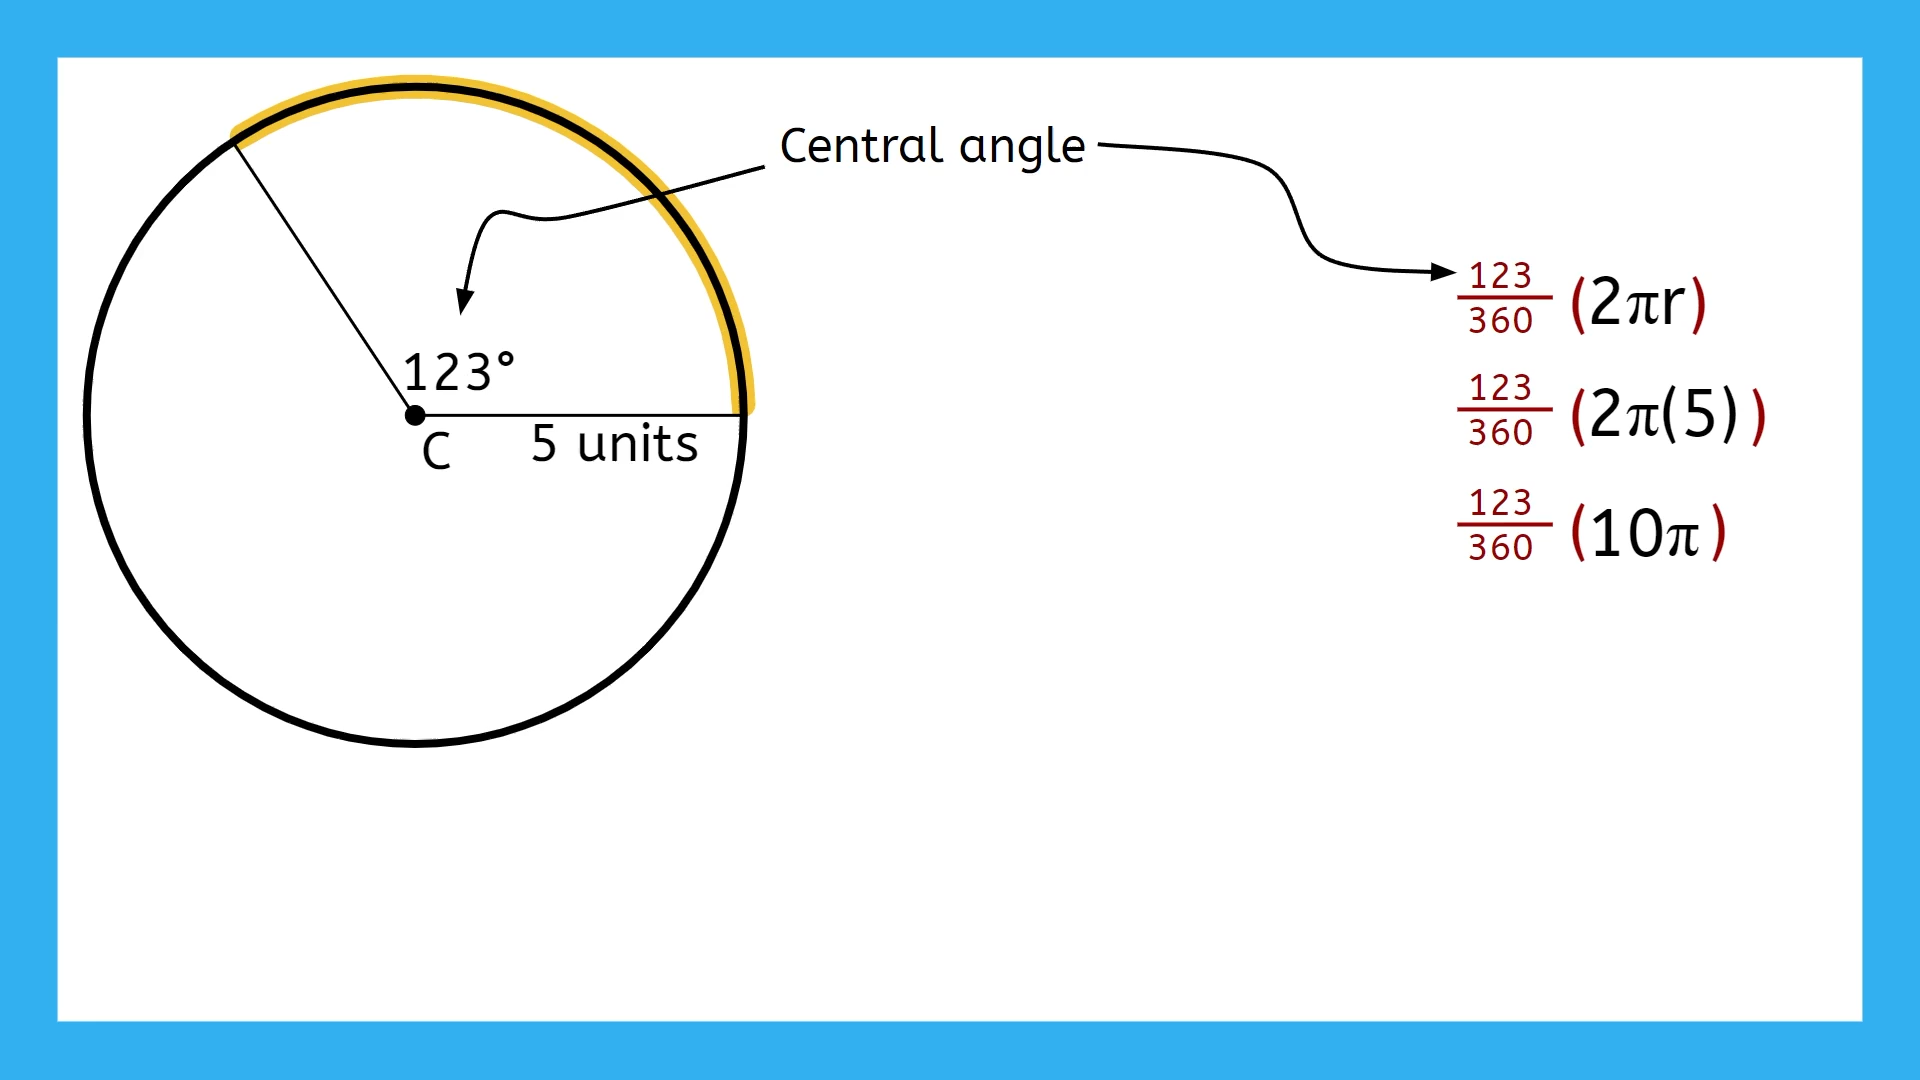 Central angle
123°
C
5 units
123/360 (2πr)
123/360 (2π(5))
123/360 (10π)